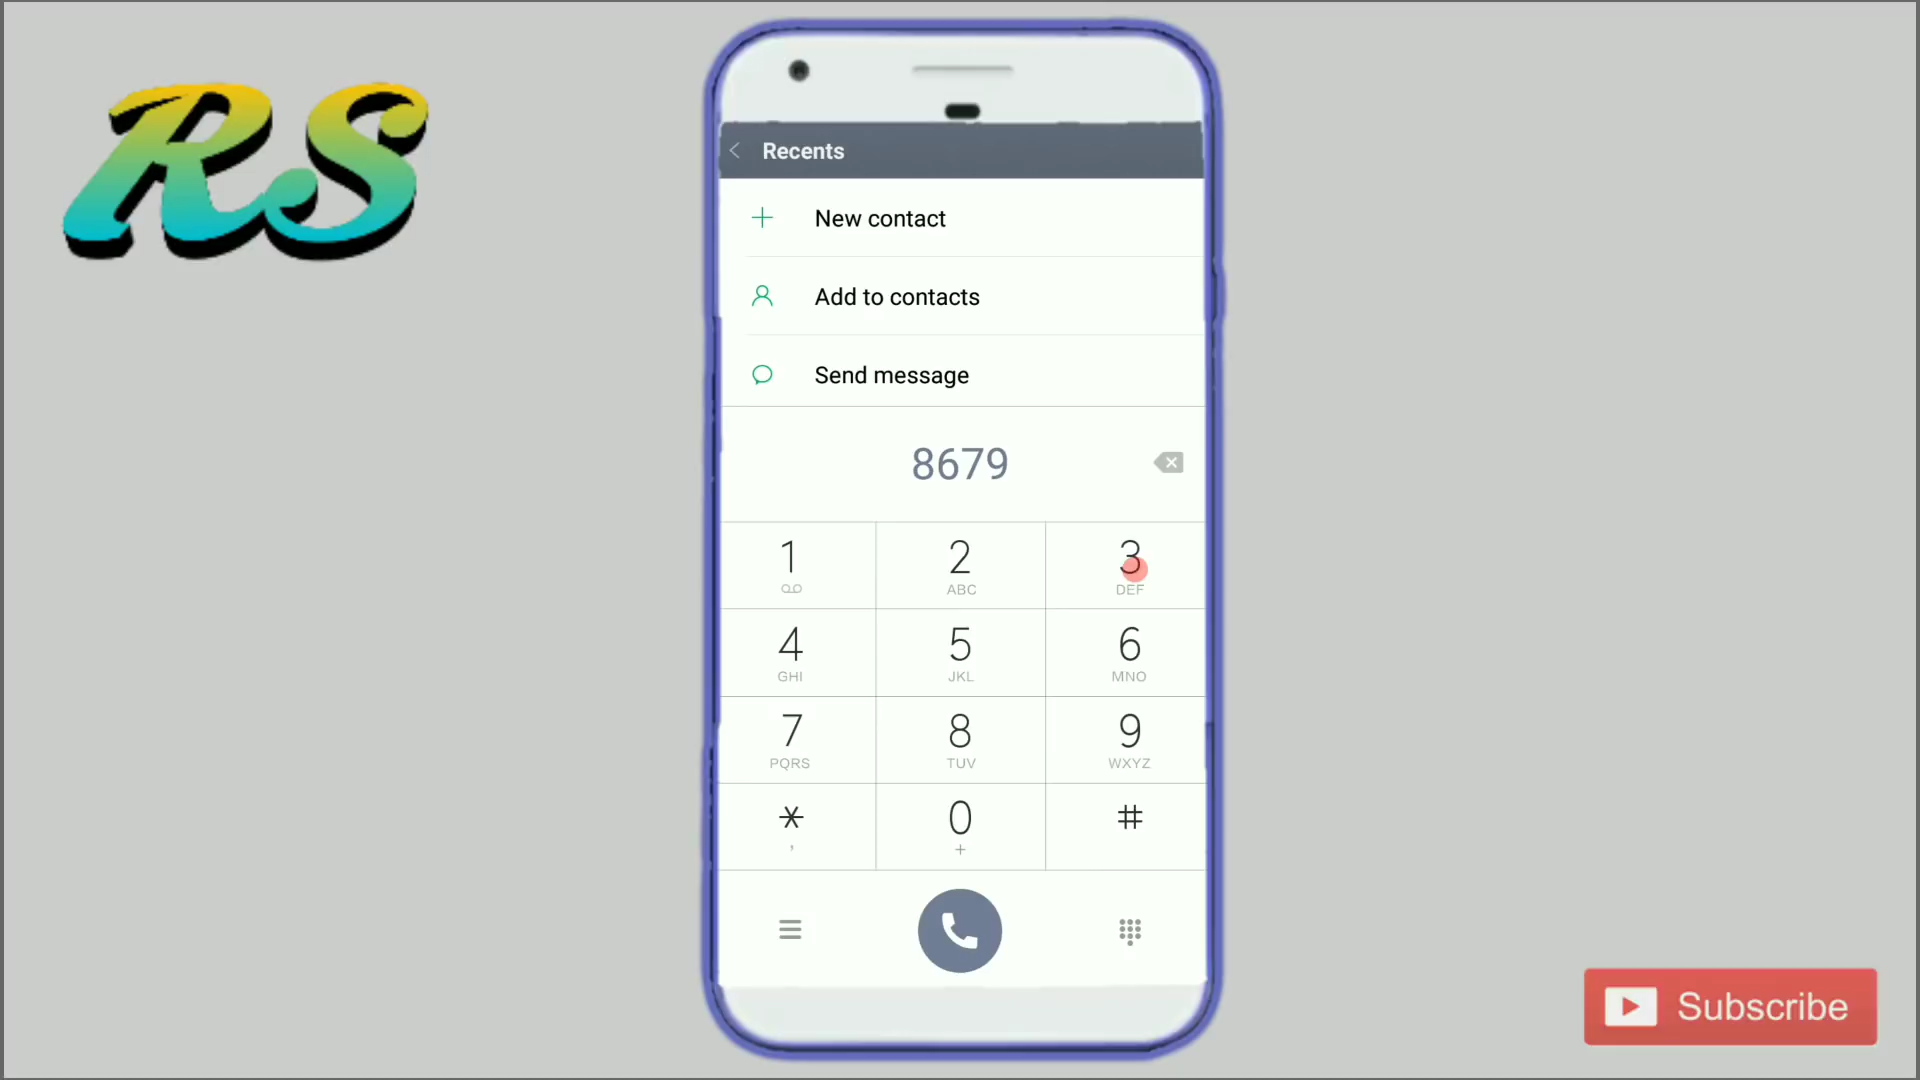 RS
Recents
New contact
Add to contacts
Send message
8679
1 2 3
ABC DEF
4 5 6
GHI JKL MNO
7 8 9
PQRS TUV WXYZ
* 0 #
, +
Subscribe